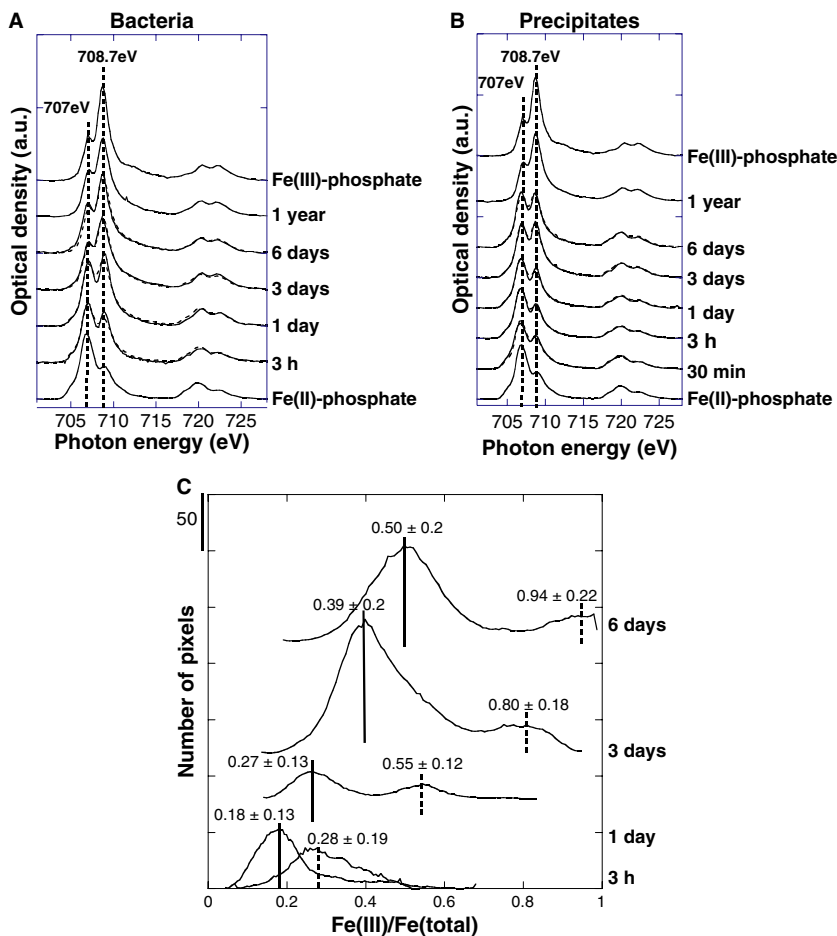 A
Bacteria
708.7eV
707eV
Optical density (a.u.)
Fe(III)-phosphate
1 year
6 days
3 days
1 day
3 h
Fe(II)-phosphate
705 710 715 720 725
Photon energy (eV)
B
Precipitates
708.7eV
707eV
Optical density (a.u.)
Fe(III)-phosphate
1 year
6 days
3 days
1 day
3 h
30 min
Fe(II)-phosphate
705 710 715 720 725
Photon energy (eV)
C
50
Number of pixels
0.50 ± 0.2
0.94 ± 0.22
6 days
0.39 ± 0.2
0.80 ± 0.18
3 days
0.27 ± 0.13
0.55 ± 0.12
1 day
0.18 ± 0.13
0.28 ± 0.19
3 h
0 0.2 0.4 0.6 0.8 1
Fe(III)/Fe(total)